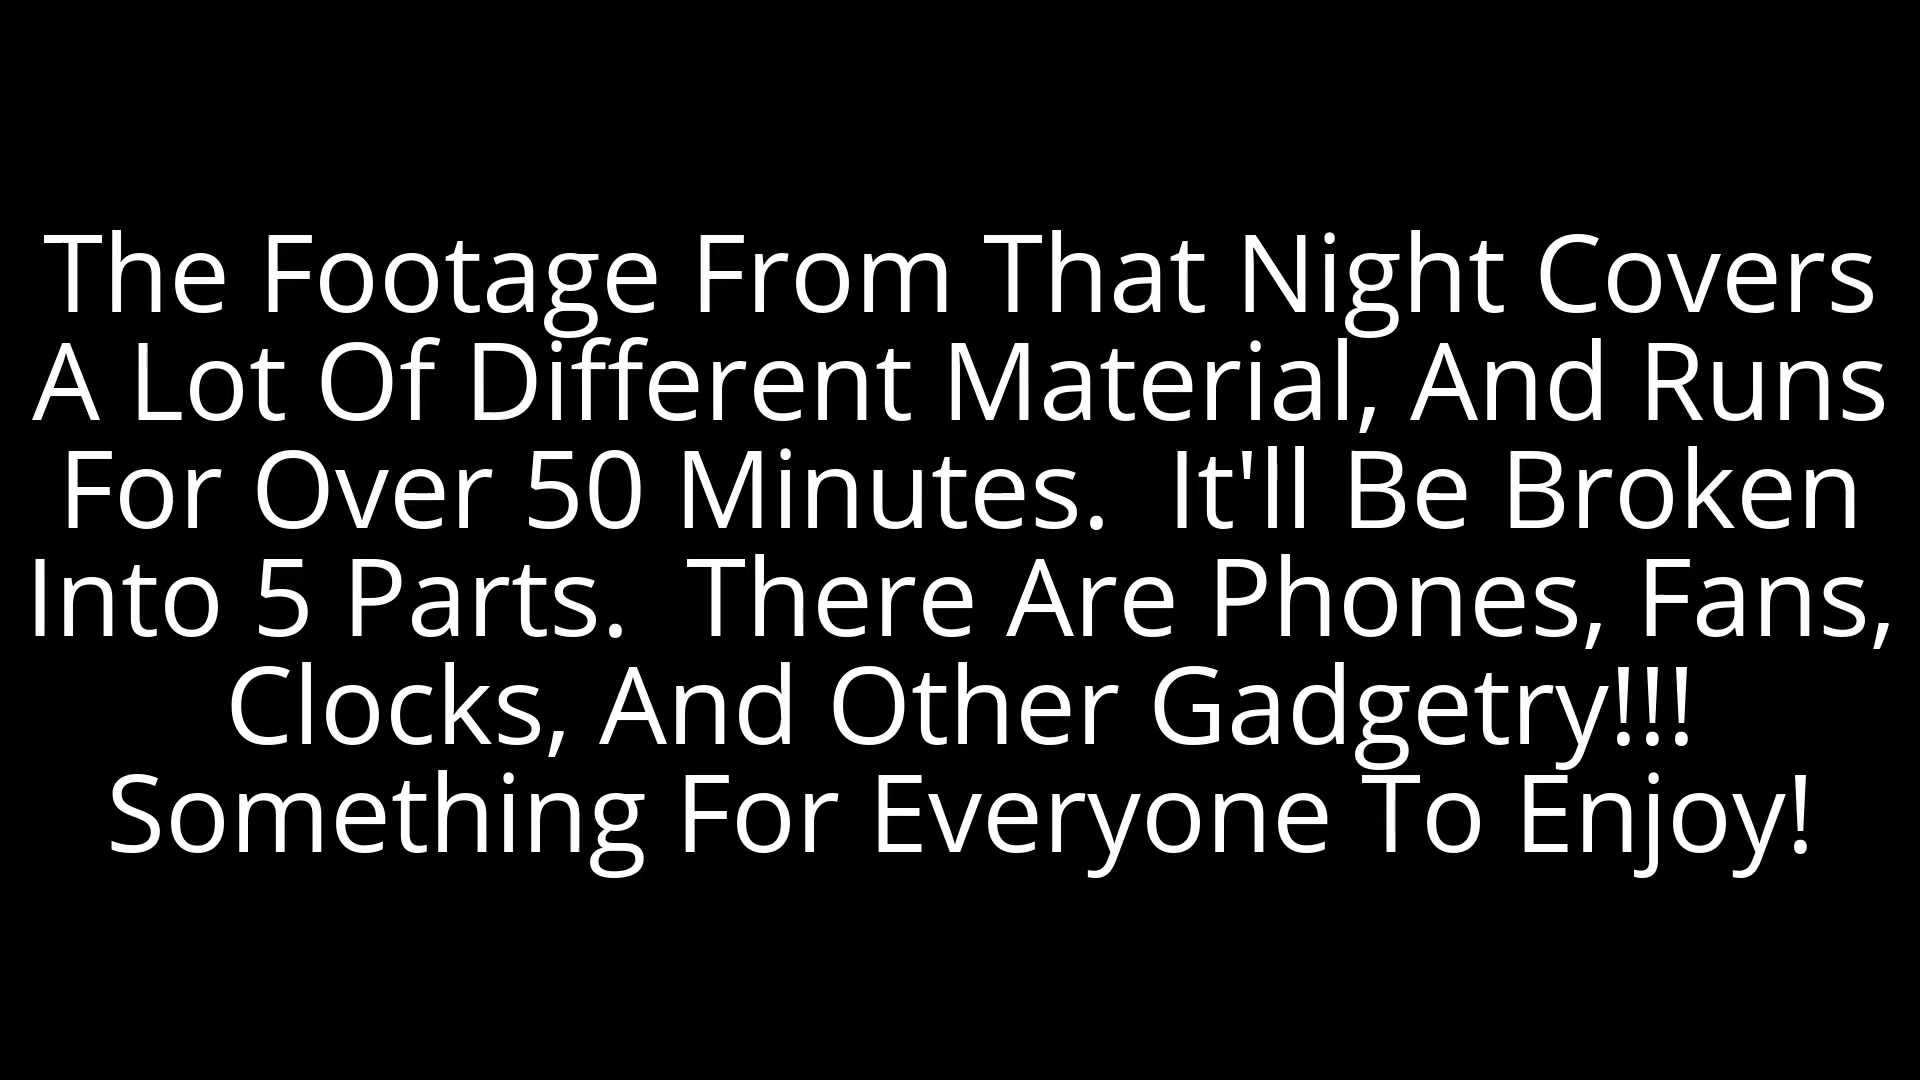 The Footage From That Night Covers
A Lot Of Different Material, And Runs
For Over 50 Minutes.  It'll Be Broken
Into 5 Parts.  There Are Phones, Fans,
Clocks, And Other Gadgetry!!!
Something For Everyone To Enjoy!